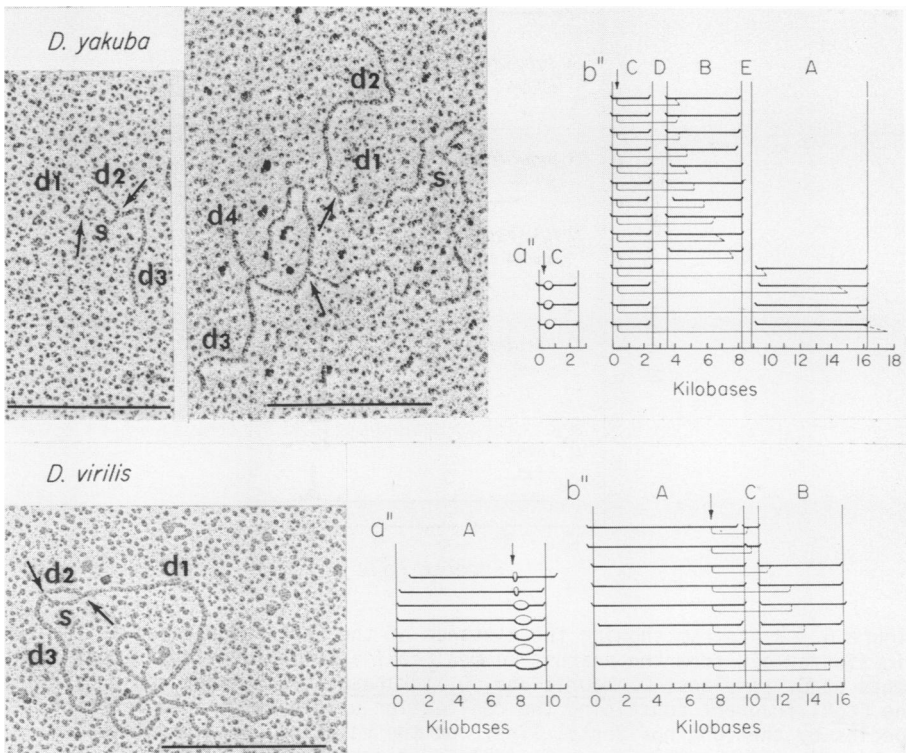 D. yakuba
d1
d2
s
d3
d2
d1
s
d4
d3
a" C
0 2
b" C D B E A
0 2 4 6 8 10 12 14 16 18
Kilobases
D. virilis
d2
d1
s
d3
a" A
0 2 4 6 8 10
Kilobases
b" A C B
0 2 4 6 8 10 12 14 16
Kilobases